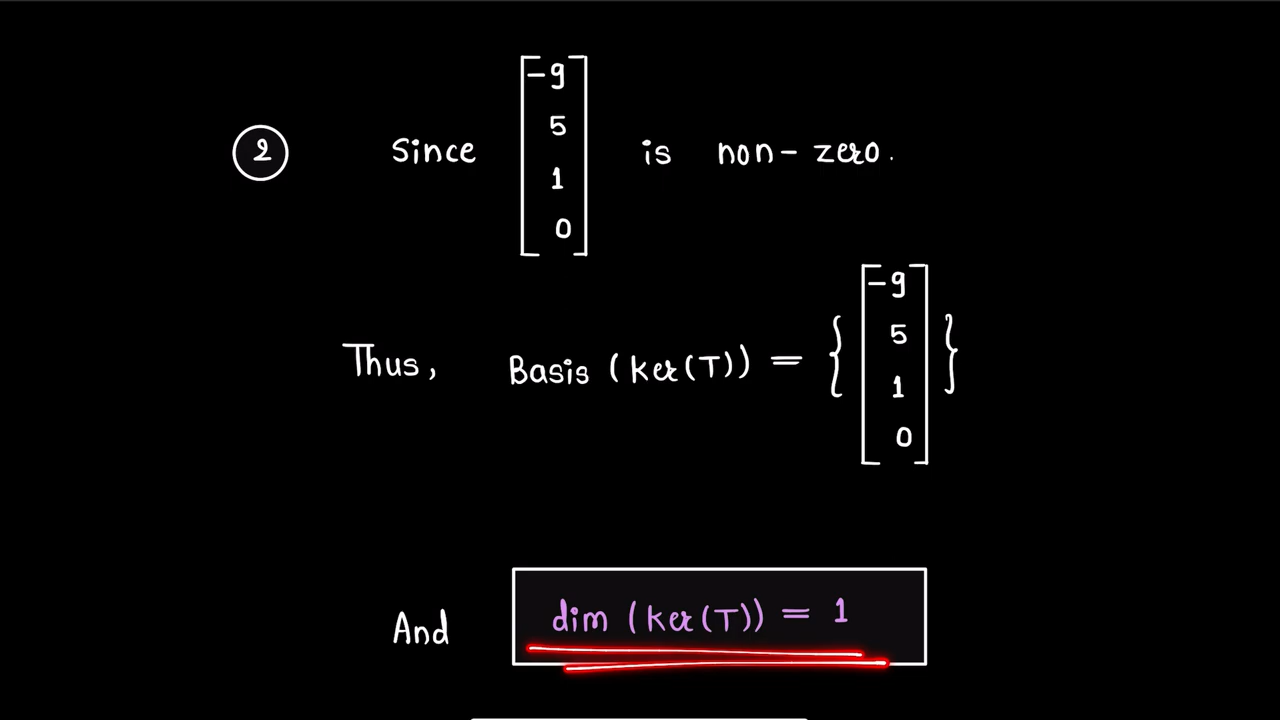 2 Since [-9 5 1 0] is non-zero.
Thus, Basis (ker(T)) = { [-9 5 1 0] }
And dim (ker(T)) = 1